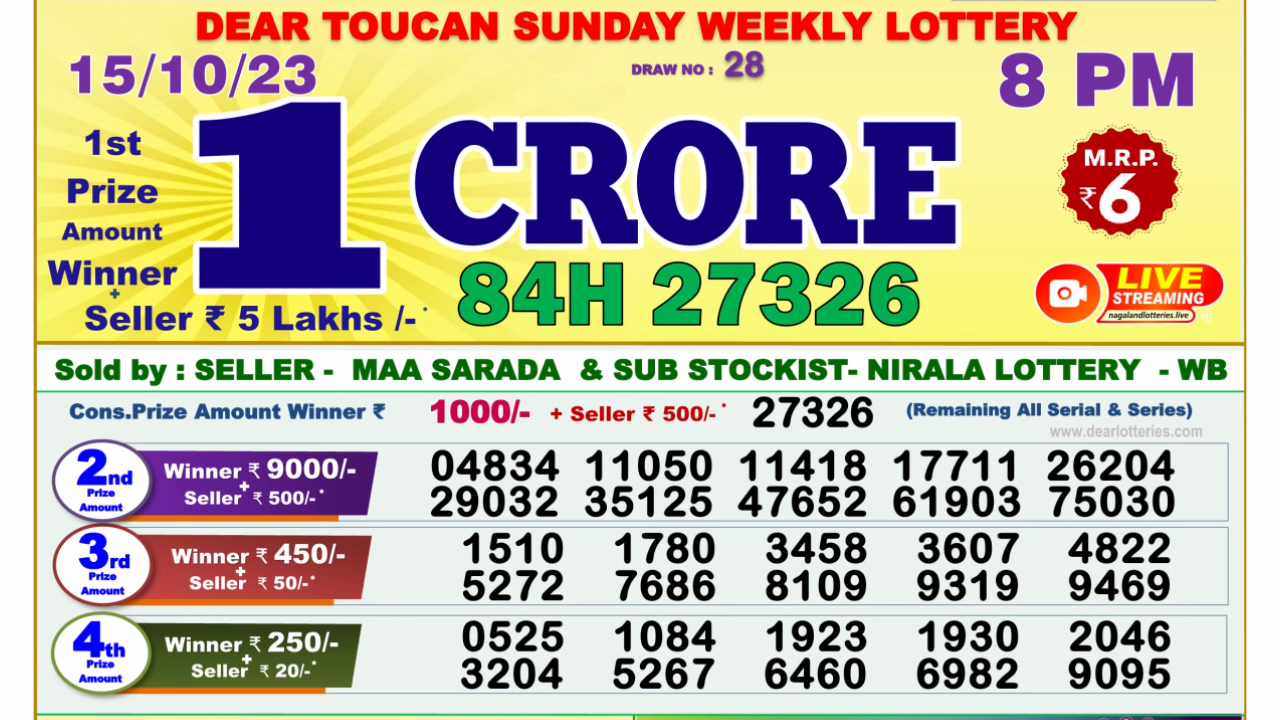 DEAR TOUCAN SUNDAY WEEKLY LOTTERY
15/10/23
DRAW NO : 28
8 PM
1st
Prize
Amount
Winner
+
Seller ₹ 5 Lakhs /-*
1 CRORE
84H 27326
M.R.P.
₹6
LIVE
STREAMING
nagalandlotteries.live
Sold by : SELLER - MAA SARADA & SUB STOCKIST- NIRALA LOTTERY - WB
Cons.Prize Amount Winner ₹ 1000/- + Seller ₹ 500/-* 27326 (Remaining All Serial & Series)
www.dearlotteries.com
2nd
Prize
Amount
Winner ₹ 9000/-
+
Seller ₹ 500/-*
04834 11050 11418 17711 26204
29032 35125 47652 61903 75030
3rd
Prize
Amount
Winner ₹ 450/-
+
Seller ₹ 50/-*
1510 1780 3458 3607 4822
5272 7686 8109 9319 9469
4th
Prize
Amount
Winner ₹ 250/-
+
Seller ₹ 20/-*
0525 1084 1923 1930 2046
3204 5267 6460 6982 9095